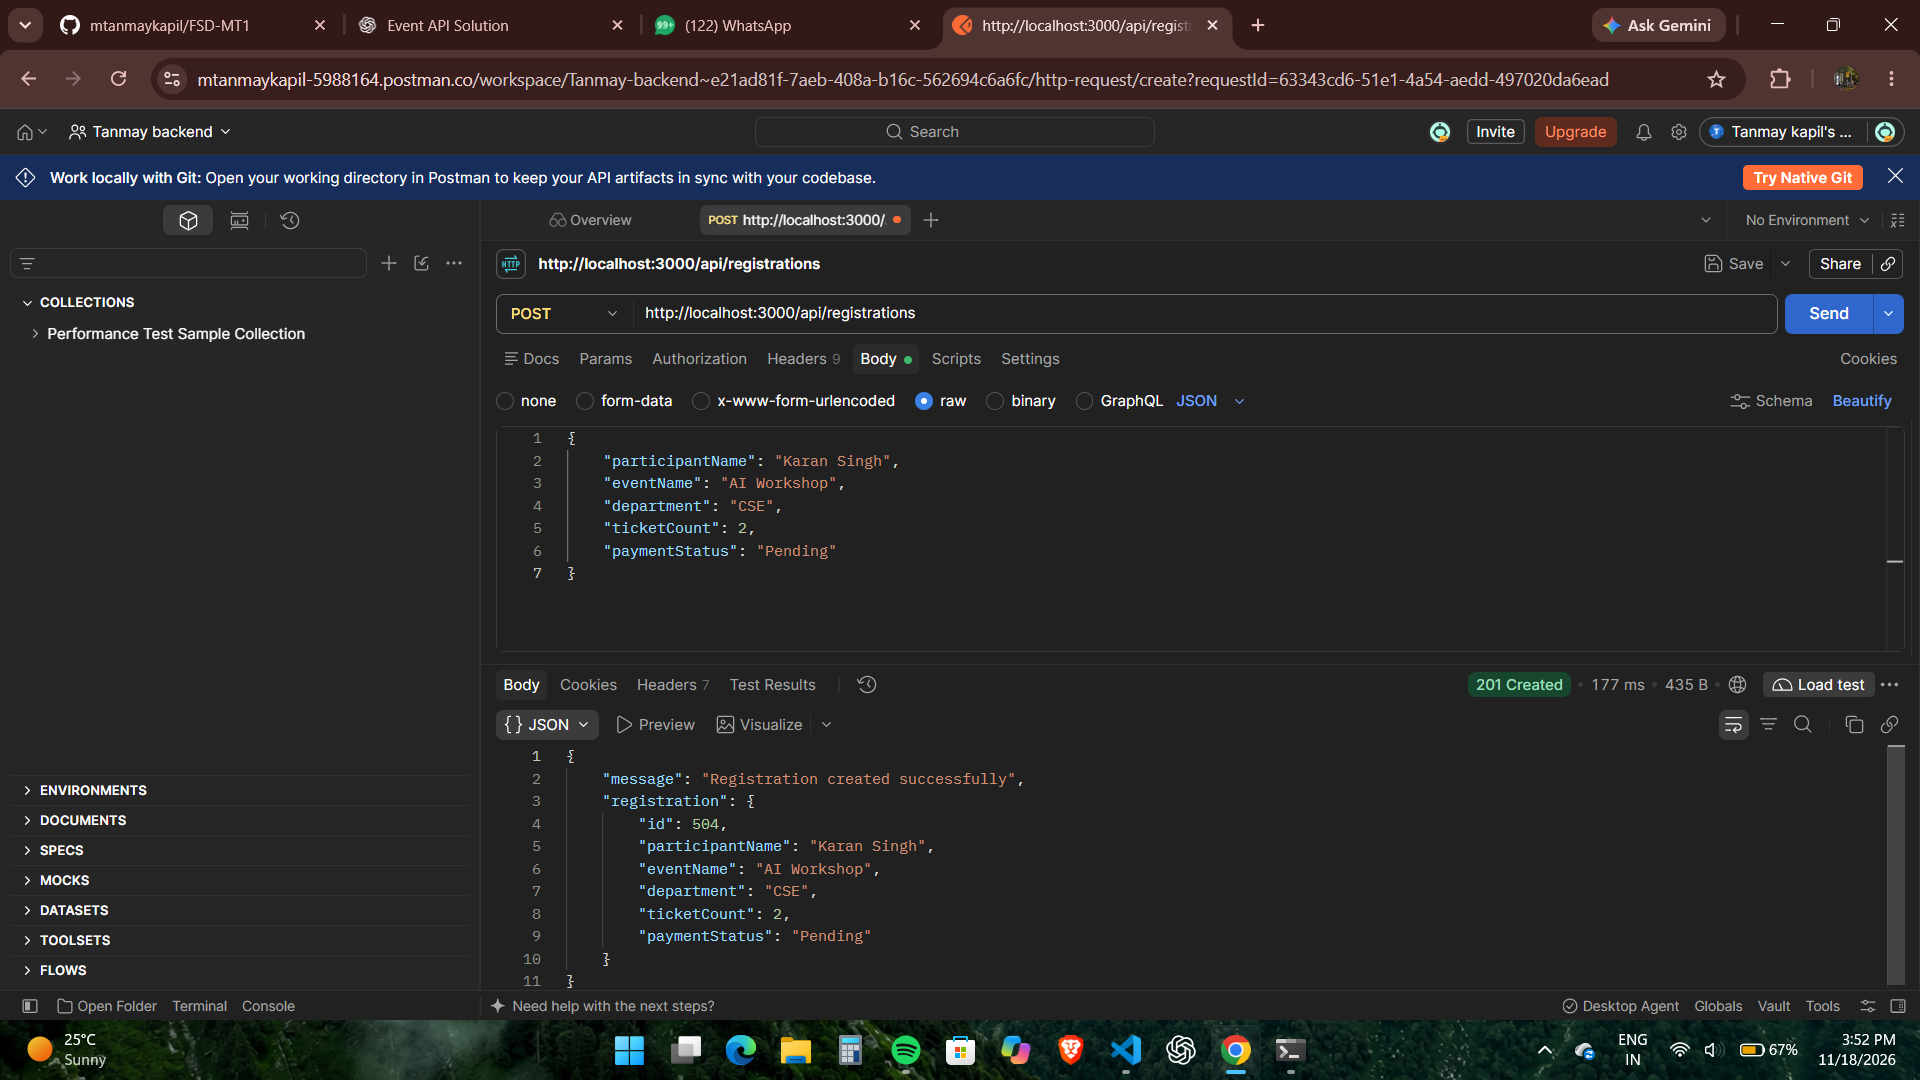 mtanmaykapil/FSD-MT1
Event API Solution
99+ (122) WhatsApp
http://localhost:3000/api/regist
Ask Gemini
mtanmaykapil-5988164.postman.co/workspace/Tanmay-backend~e21ad81f-7aeb-408a-b16c-562694c6a6fc/http-request/create?requestId=63343cd6-51e1-4a54-aedd-497020da6ead
Tanmay backend
Search
Invite
Upgrade
T Tanmay kapil's ...
Work locally with Git: Open your working directory in Postman to keep your API artifacts in sync with your codebase.
Try Native Git
Overview
POST http://localhost:3000/
No Environment
HTTP http://localhost:3000/api/registrations
Save
Share
COLLECTIONS
Performance Test Sample Collection
POST
http://localhost:3000/api/registrations
Send
Docs Params Authorization Headers 9 Body Scripts Settings
Cookies
none form-data x-www-form-urlencoded raw binary GraphQL JSON
Schema Beautify
1 {
2 "participantName": "Karan Singh",
3 "eventName": "AI Workshop",
4 "department": "CSE",
5 "ticketCount": 2,
6 "paymentStatus": "Pending"
7 }
Body Cookies Headers 7 Test Results
201 Created • 177 ms • 435 B
Load test
{} JSON Preview Visualize
1 {
2 "message": "Registration created successfully",
3 "registration": {
4 "id": 504,
5 "participantName": "Karan Singh",
6 "eventName": "AI Workshop",
7 "department": "CSE",
8 "ticketCount": 2,
9 "paymentStatus": "Pending"
10 }
11 }
ENVIRONMENTS
DOCUMENTS
SPECS
MOCKS
DATASETS
TOOLSETS
FLOWS
Open Folder Terminal Console
Need help with the next steps?
Desktop Agent Globals Vault Tools
25°C
Sunny
ENG
IN
67%
3:52 PM
11/18/2026